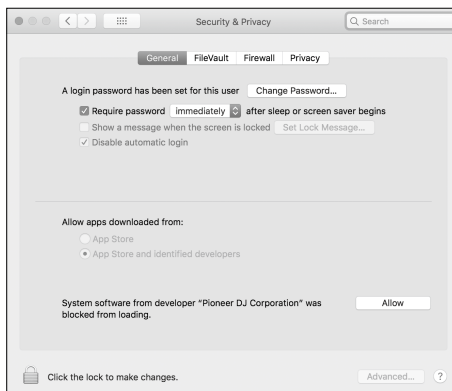 Security & Privacy
Search
General FileVault Firewall Privacy
A login password has been set for this user Change Password...
Require password immediately after sleep or screen saver begins
Show a message when the screen is locked Set Lock Message...
Disable automatic login
Allow apps downloaded from:
App Store
App Store and identified developers
System software from developer “Pioneer DJ Corporation” was Allow
blocked from loading.
Click the lock to make changes. Advanced... ?